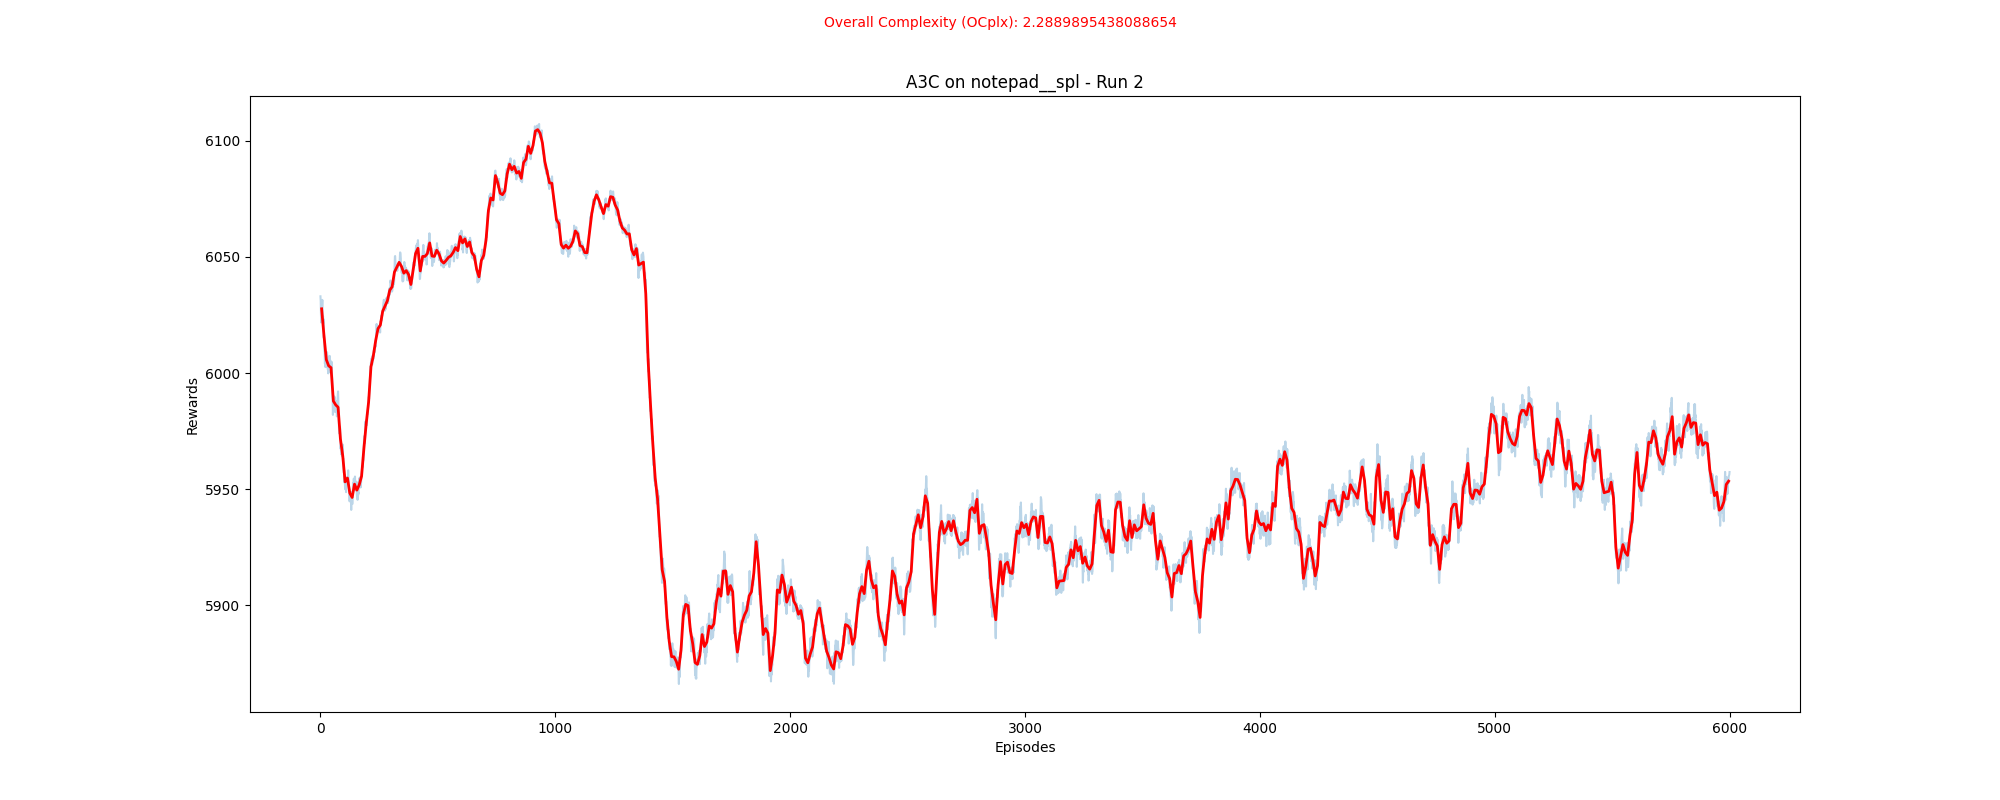 Overall Complexity (OCplx): 2.2889895438088654
A3C on notepad__spl - Run 2
Rewards
6100
6050
6000
5950
5900
0 1000 2000 3000 4000 5000 6000
Episodes